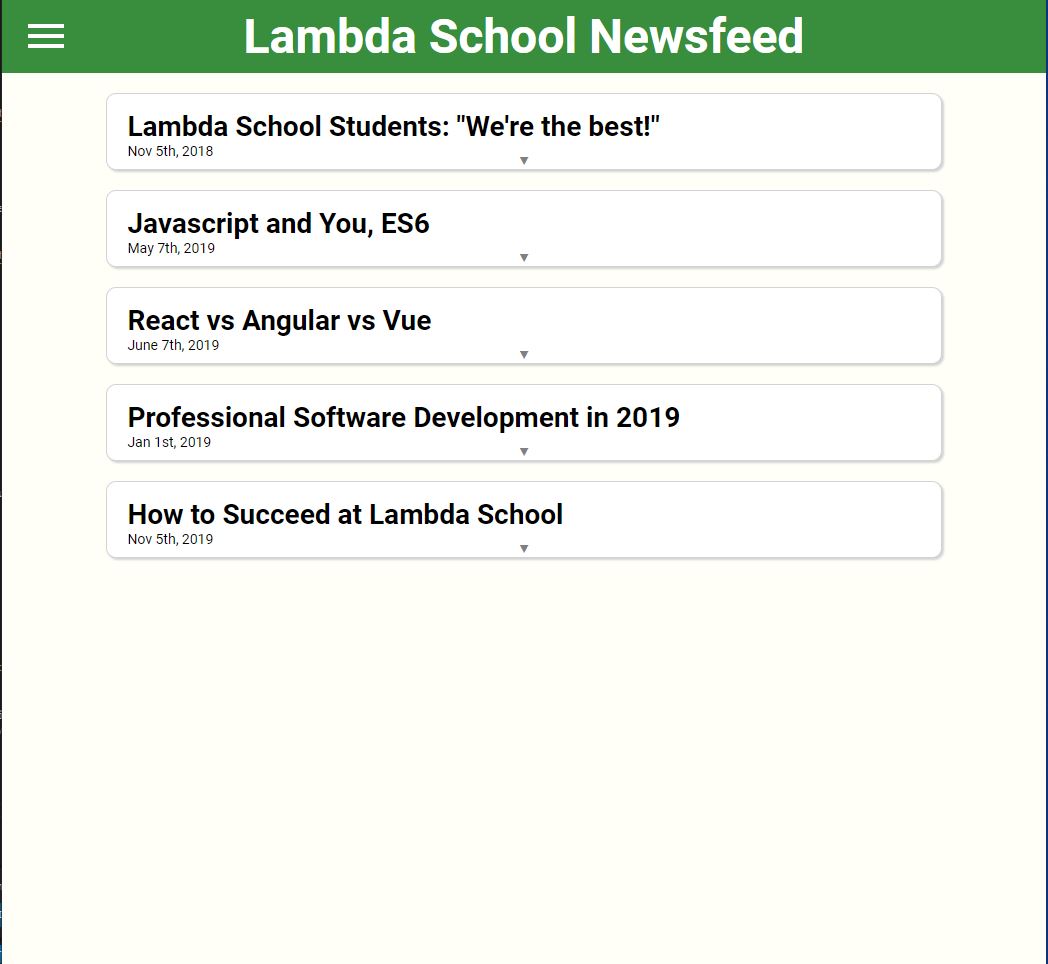 Lambda School Newsfeed
Lambda School Students: "We're the best!"
Nov 5th, 2018
Javascript and You, ES6
May 7th, 2019
React vs Angular vs Vue
June 7th, 2019
Professional Software Development in 2019
Jan 1st, 2019
How to Succeed at Lambda School
Nov 5th, 2019